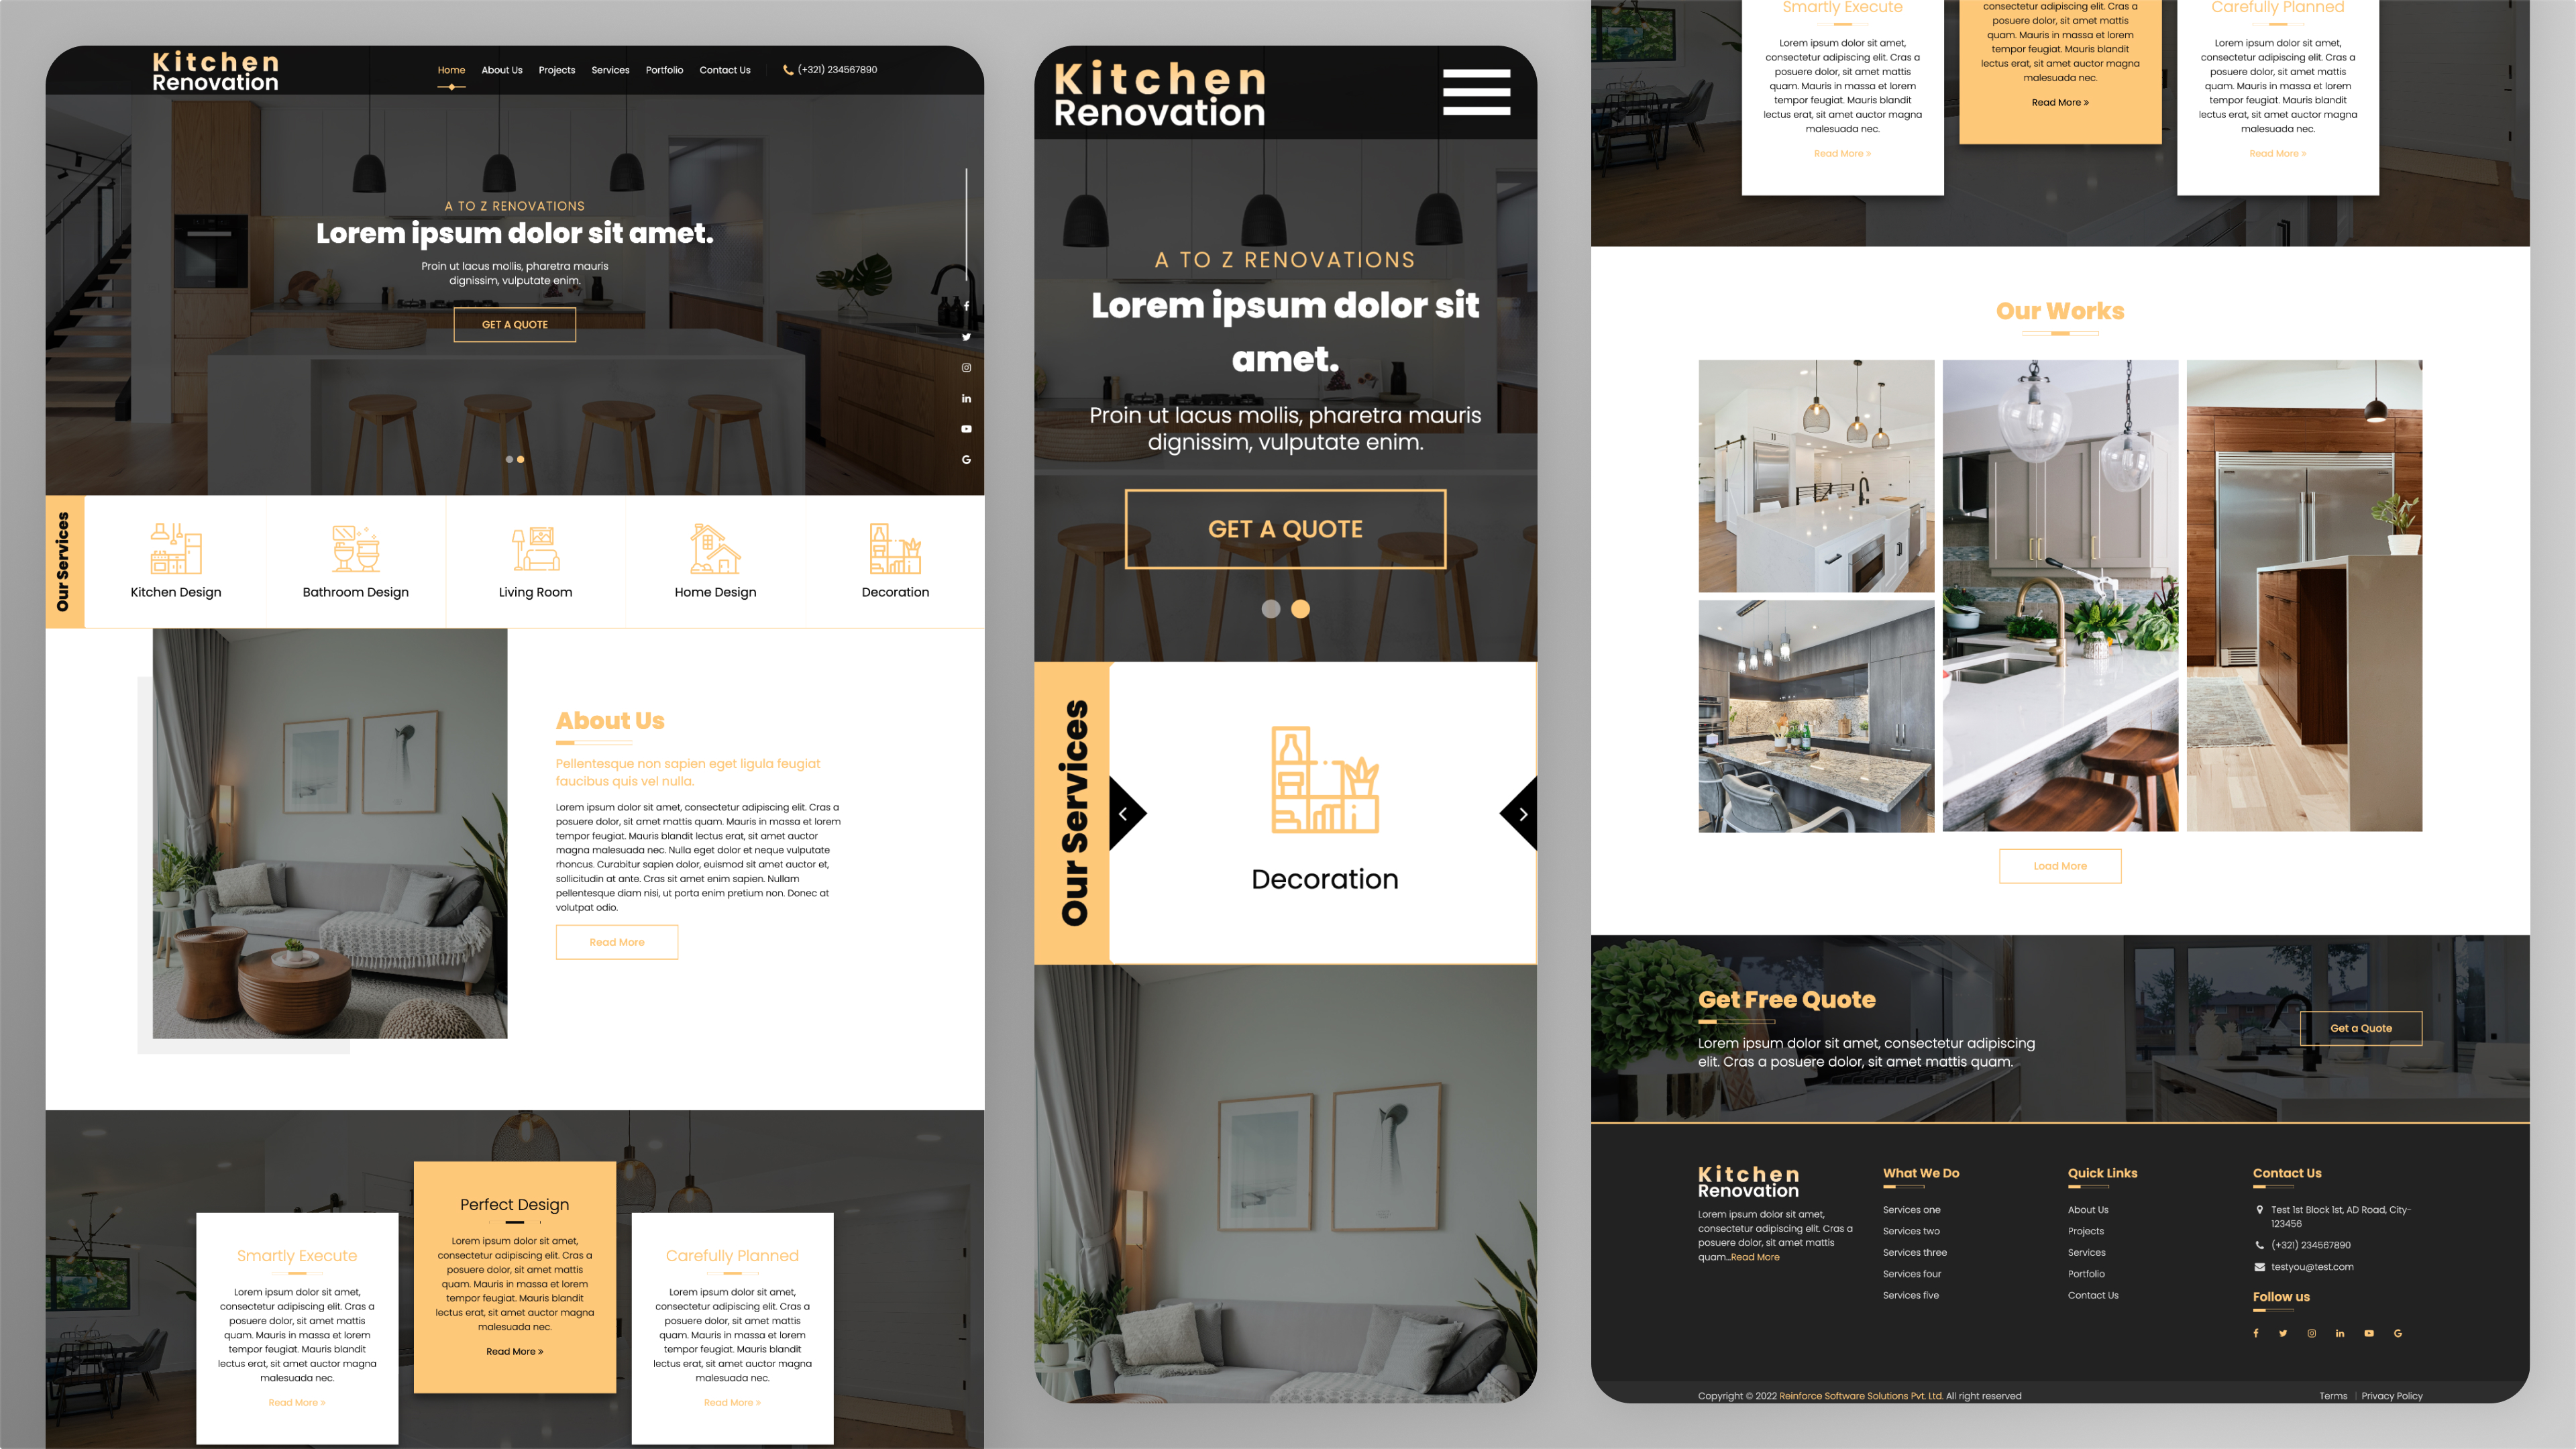 Kitchen
Renovation
Home About Us Projects Services Portfolio Contact Us (+321) 234567890
A TO Z RENOVATIONS
Lorem ipsum dolor sit amet.
Proin ut lacus mollis, pharetra mauris
dignissim, vulputate enim.
GET A QUOTE
Our Services
Kitchen Design Bathroom Design Living Room Home Design Decoration
About Us
Pellentesque non sapien eget ligula feugiat
faucibus quis vel nulla.
Lorem ipsum dolor sit amet, consectetur adipiscing elit. Cras a
posuere dolor, sit amet mattis quam. Mauris in massa et lorem
tempor feugiat. Mauris blandit lectus erat, sit amet auctor
magna malesuada nec. Nulla eget dolor et neque vulputate
rhoncus. Curabitur sapien dolor, euismod sit amet auctor et,
sollicitudin at ante. Cras sit amet enim sapien. Nullam
pellentesque diam nisi, ut porta enim pretium non. Donec at
volutpat odio.
Read More
Smartly Execute
Lorem ipsum dolor sit amet,
consectetur adipiscing elit. Cras a
posuere dolor, sit amet mattis
quam. Mauris in massa et lorem
tempor feugiat. Mauris blandit
lectus erat, sit amet auctor magna
malesuada nec.
Read More »
Perfect Design
Lorem ipsum dolor sit amet,
consectetur adipiscing elit. Cras a
posuere dolor, sit amet mattis
quam. Mauris in massa et lorem
tempor feugiat. Mauris blandit
lectus erat, sit amet auctor magna
malesuada nec.
Read More »
Carefully Planned
Lorem ipsum dolor sit amet,
consectetur adipiscing elit. Cras a
posuere dolor, sit amet mattis
quam. Mauris in massa et lorem
tempor feugiat. Mauris blandit
lectus erat, sit amet auctor magna
malesuada nec.
Read More »
Kitchen
Renovation
A TO Z RENOVATIONS
Lorem ipsum dolor sit
amet.
Proin ut lacus mollis, pharetra mauris
dignissim, vulputate enim.
GET A QUOTE
Our Services
Decoration
Smartly Execute
Lorem ipsum dolor sit amet,
consectetur adipiscing elit. Cras a
posuere dolor, sit amet mattis
quam. Mauris in massa et lorem
tempor feugiat. Mauris blandit
lectus erat, sit amet auctor magna
malesuada nec.
Read More »
consectetur adipiscing elit. Cras a
posuere dolor, sit amet mattis
quam. Mauris in massa et lorem
tempor feugiat. Mauris blandit
lectus erat, sit amet auctor magna
malesuada nec.
Read More »
Carefully Planned
Lorem ipsum dolor sit amet,
consectetur adipiscing elit. Cras a
posuere dolor, sit amet mattis
quam. Mauris in massa et lorem
tempor feugiat. Mauris blandit
lectus erat, sit amet auctor magna
malesuada nec.
Read More »
Our Works
Load More
Get Free Quote
Lorem ipsum dolor sit amet, consectetur adipiscing
elit. Cras a posuere dolor, sit amet mattis quam.
Get a Quote
Kitchen
Renovation
Lorem ipsum dolor sit amet,
consectetur adipiscing elit. Cras a
posuere dolor, sit amet mattis
quam...Read More
What We Do
Services one
Services two
Services three
Services four
Services five
Quick Links
About Us
Projects
Services
Portfolio
Contact Us
Contact Us
Test 1st Block 1st, AD Road, City-
123456
(+321) 234567890
testyou@test.com
Follow us
Copyright © 2022 Reinforce Software Solutions Pvt. Ltd. All right reserved
Terms | Privacy Policy